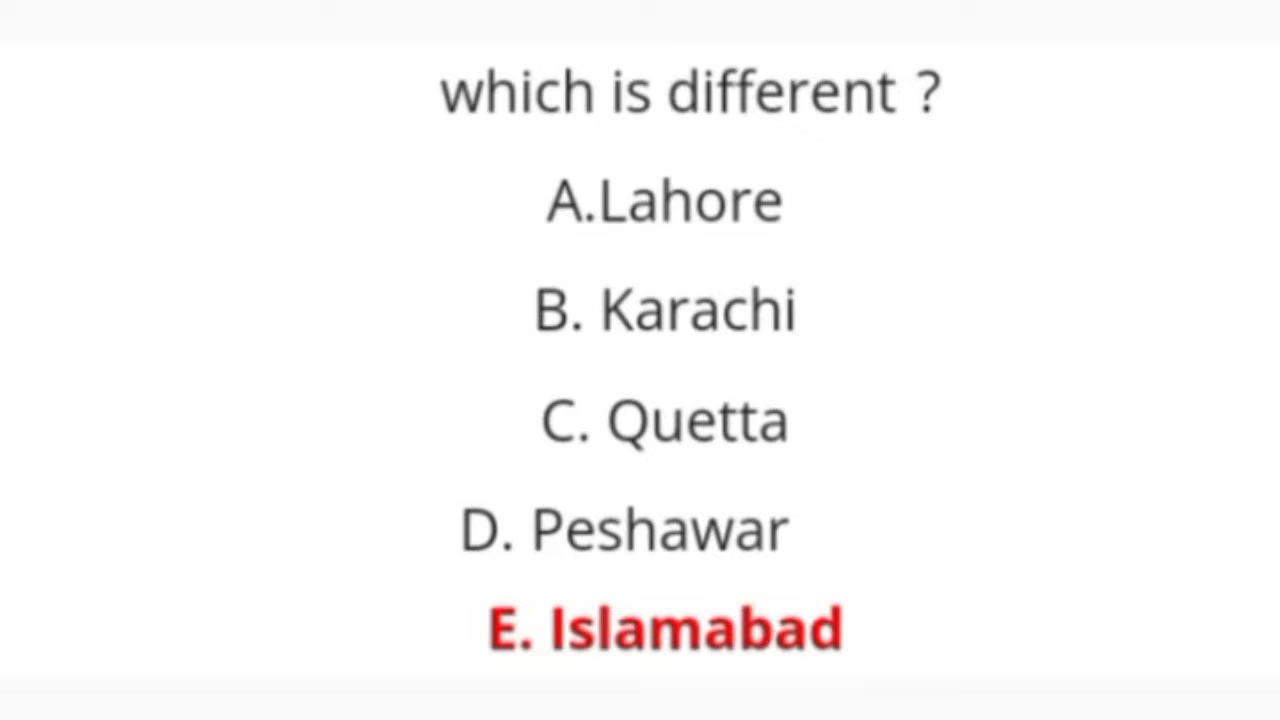 which is different ?
A.Lahore
B. Karachi
C. Quetta
D. Peshawar
E. Islamabad